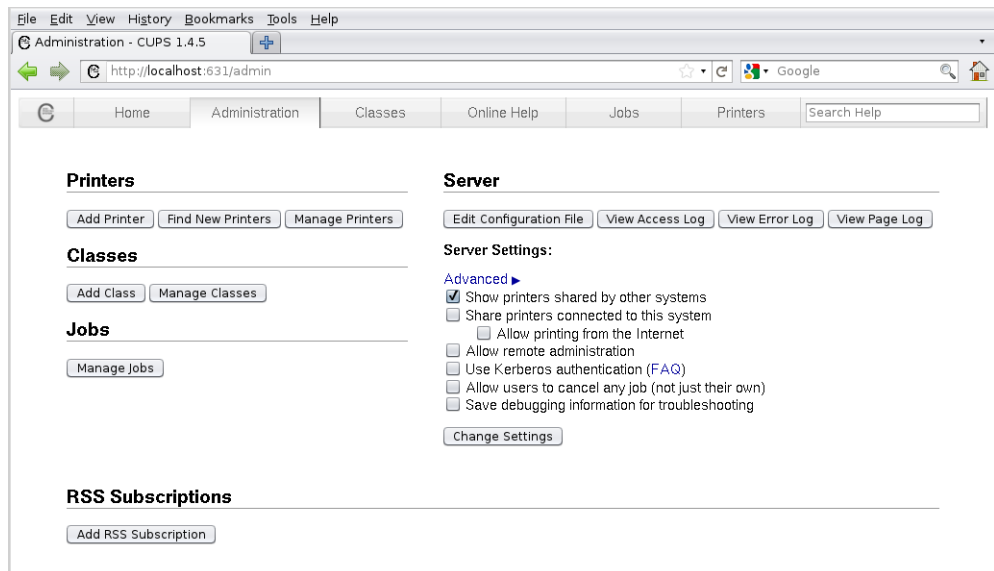 File Edit View History Bookmarks Tools Help
Administration - CUPS 1.4.5
http://localhost:631/admin
Google
Home Administration Classes Online Help Jobs Printers Search Help
Printers
Add Printer Find New Printers Manage Printers
Classes
Add Class Manage Classes
Jobs
Manage Jobs
Server
Edit Configuration File View Access Log View Error Log View Page Log
Server Settings:
Advanced ▶
Show printers shared by other systems
Share printers connected to this system
Allow printing from the Internet
Allow remote administration
Use Kerberos authentication (FAQ)
Allow users to cancel any job (not just their own)
Save debugging information for troubleshooting
Change Settings
RSS Subscriptions
Add RSS Subscription